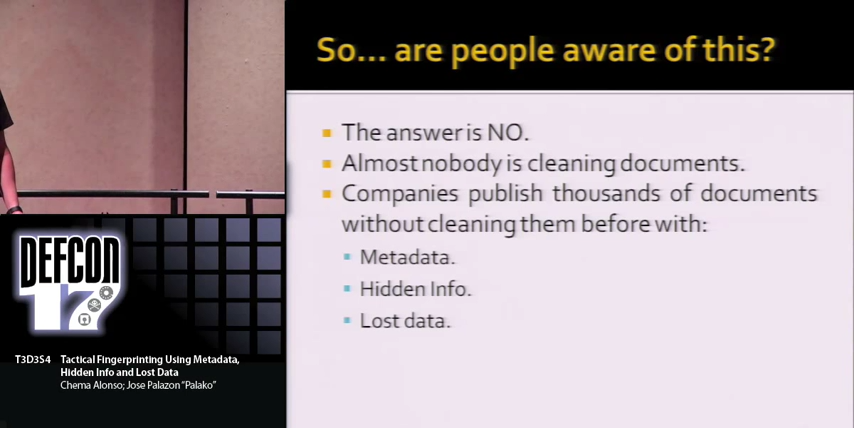 So... are people aware of this?
The answer is NO.
Almost nobody is cleaning documents.
Companies publish thousands of documents
without cleaning them before with:
Metadata.
Hidden Info.
Lost data.
DEFCON
17
T3D3S4 Tactical Fingerprinting Using Metadata,
Hidden Info and Lost Data
Chema Alonso; Jose Palazon "Palako"